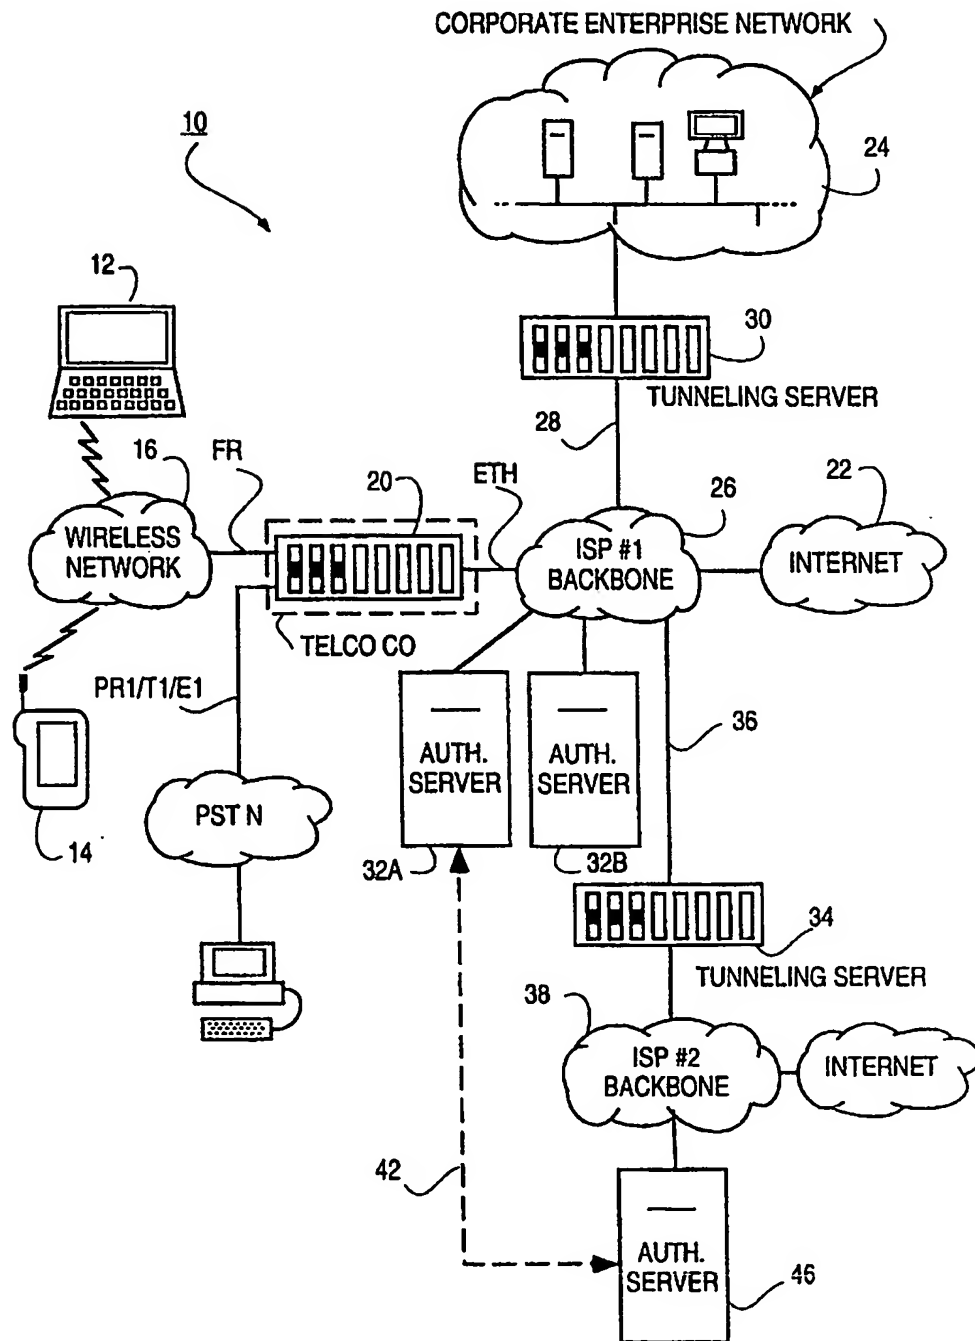 CORPORATE ENTERPRISE NETWORK
10
24
12
30
TUNNELING SERVER
28
16
FR
20
ETH
26
22
WIRELESS
NETWORK
ISP #1
BACKBONE
INTERNET
TELCO CO
PR1/T1/E1
36
AUTH.
SERVER
AUTH.
SERVER
PST N
14
32A
32B
34
TUNNELING SERVER
38
ISP #2
BACKBONE
INTERNET
42
AUTH.
SERVER
46